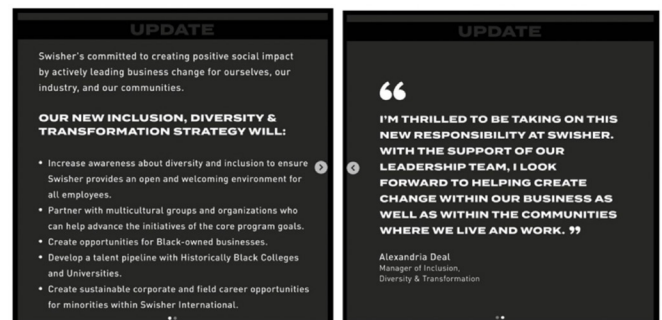 UPDATE
Swisher's committed to creating positive social impact
by actively leading business change for ourselves, our
industry, and our communities.
OUR NEW INCLUSION, DIVERSITY &
TRANSFORMATION STRATEGY WILL:
• Increase awareness about diversity and inclusion to ensure
Swisher provides an open and welcoming environment for
all employees.
• Partner with multicultural groups and organizations who
can help advance the initiatives of the core program goals.
• Create opportunities for Black-owned businesses.
• Develop a talent pipeline with Historically Black Colleges
and Universities.
• Create sustainable corporate and field career opportunities
for minorities within Swisher International.
UPDATE
“
I'M THRILLED TO BE TAKING ON THIS
NEW RESPONSIBILITY AT SWISHER.
WITH THE SUPPORT OF OUR
LEADERSHIP TEAM, I LOOK
FORWARD TO HELPING CREATE
CHANGE WITHIN OUR BUSINESS AS
WELL AS WITHIN THE COMMUNITIES
WHERE WE LIVE AND WORK. ”
Alexandria Deal
Manager of Inclusion,
Diversity & Transformation